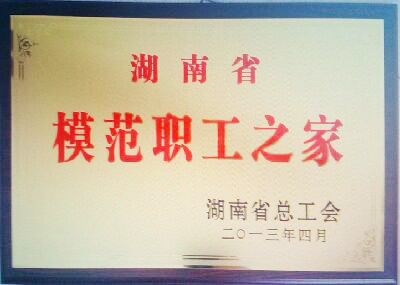 湖南省
模范职工之家
湖南省总工会
二〇一三年四月